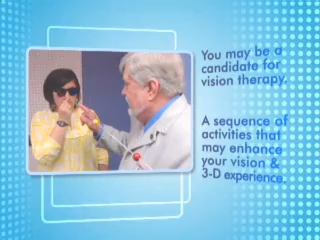 You may be a
candidate for
vision therapy.
A sequence of
activities that
may enhance
your vision &
3-D experience.